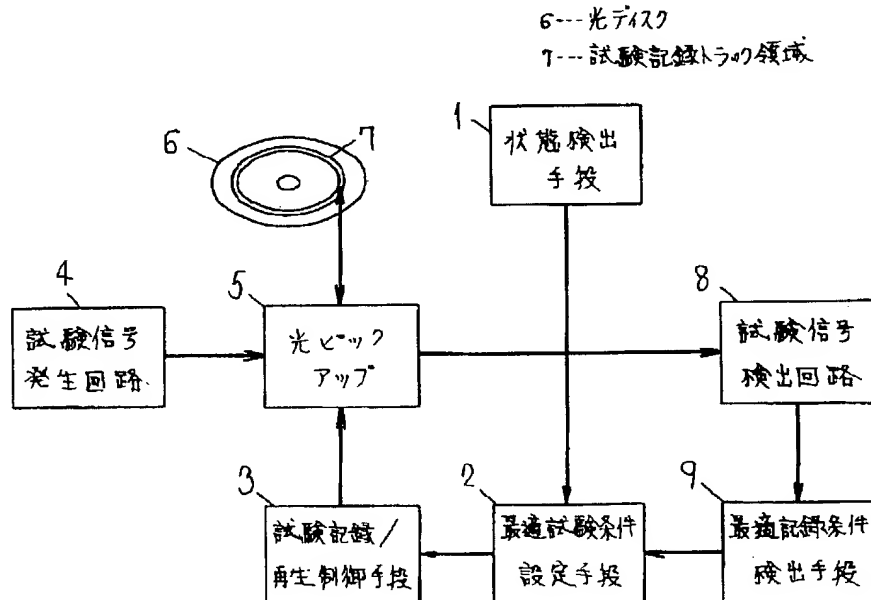 6---光ディスク
7---試験記録トラック領域
1
状態検出
手段
6
7
4
試験信号
発生回路
5
光ピック
アップ
8
試験信号
検出回路
3
試験記録/
再生制御手段
2
最適試験条件
設定手段
9
最適記録条件
検出手段